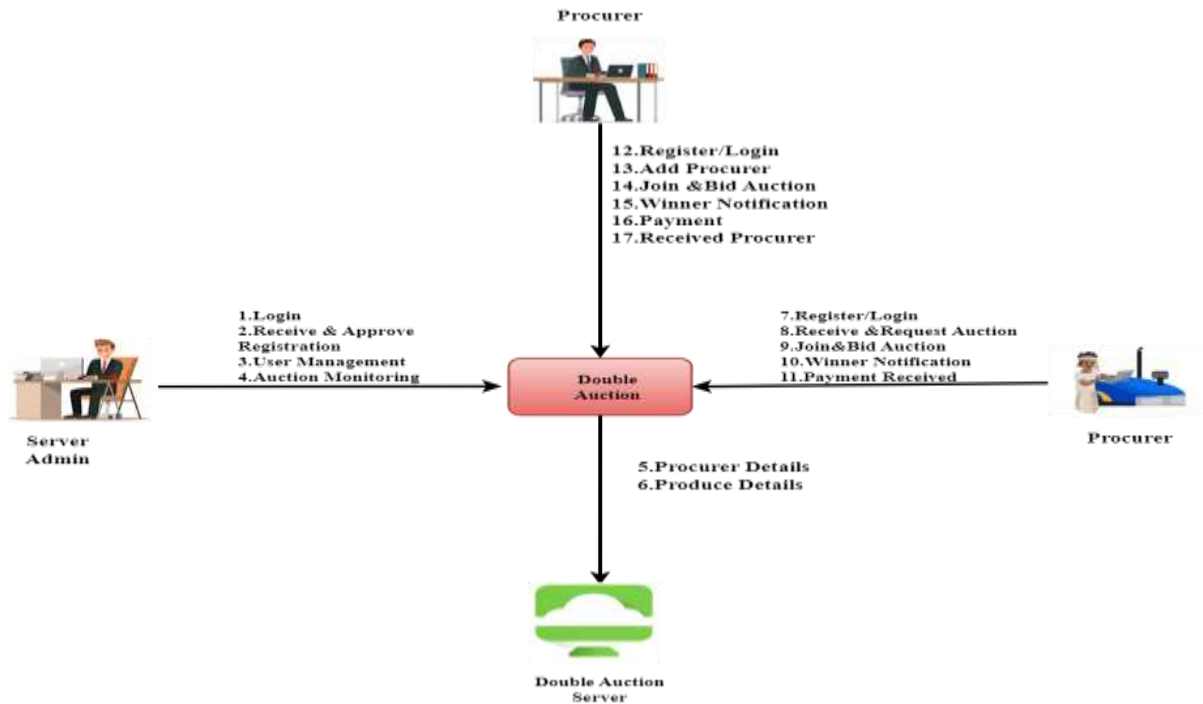 Procurer
12.Register/Login
13.Add Procurer
14.Join &Bid Auction
15.Winner Notification
16.Payment
17.Received Procurer
1.Login
2.Receive & Approve
Registration
3.User Management
4.Auction Monitoring
Server
Admin
Double
Auction
7.Register/Login
8.Receive &Request Auction
9.Join&Bid Auction
10.Winner Notification
11.Payment Received
Procurer
5.Procurer Details
6.Produce Details
Double Auction
Server